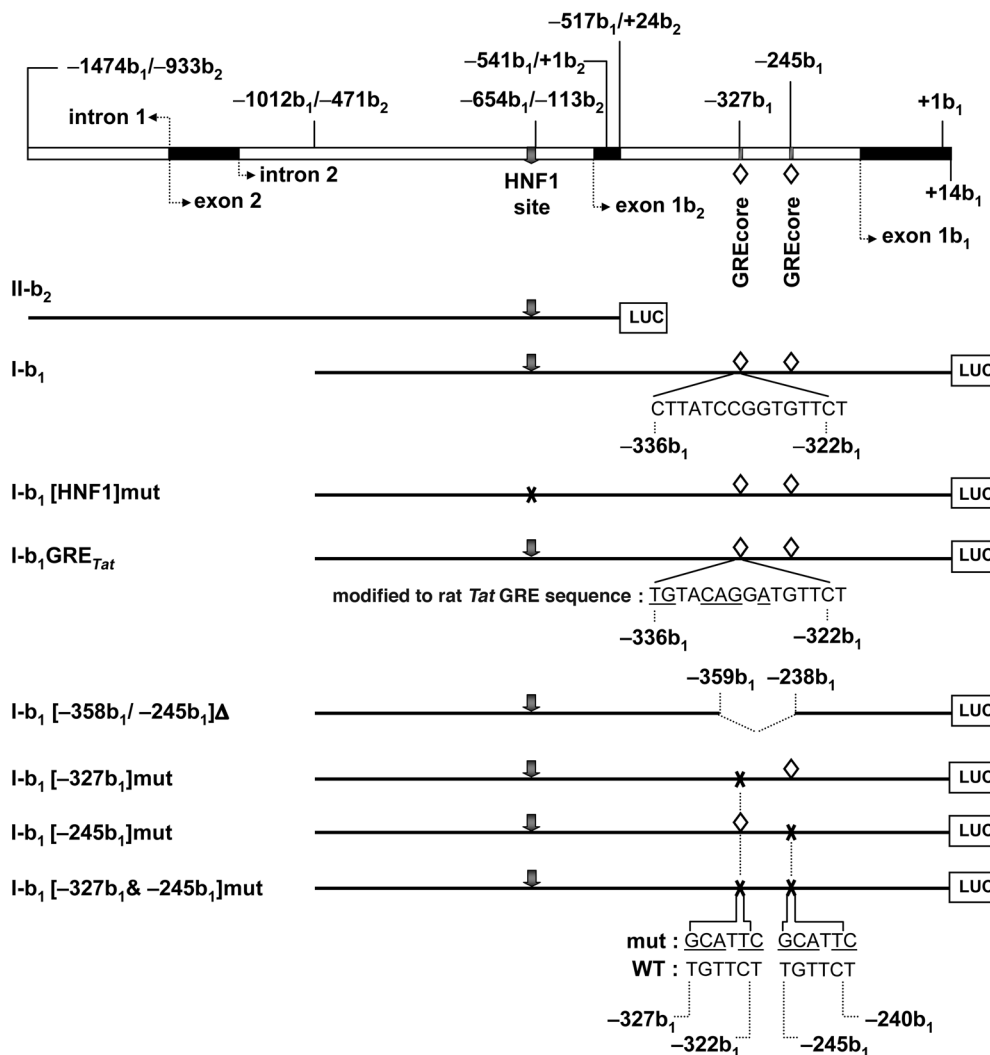 −517b₁/+24b₂
−1474b₁/−933b₂
−541b₁/+1b₂
−245b₁
intron 1
−1012b₁/−471b₂
−654b₁/−113b₂
−327b₁
+1b₁
intron 2
exon 2
HNF1
site
exon 1b₂
GREcore
GREcore
+14b₁
exon 1b₁
II-b₂
LUC
I-b₁
LUC
CTTATCCGGTGTTCT
−336b₁
−322b₁
I-b₁ [HNF1]mut
LUC
I-b₁GRE_Tat
LUC
modified to rat Tat GRE sequence : TGTACAGGATGTTCT
−336b₁
−322b₁
−359b₁
−238b₁
I-b₁ [−358b₁/ −245b₁]Δ
LUC
I-b₁ [−327b₁]mut
LUC
I-b₁ [−245b₁]mut
LUC
I-b₁ [−327b₁& −245b₁]mut
LUC
mut : GCATTC GCATTC
WT : TGTTCT TGTTCT
−327b₁
−240b₁
−322b₁
−245b₁